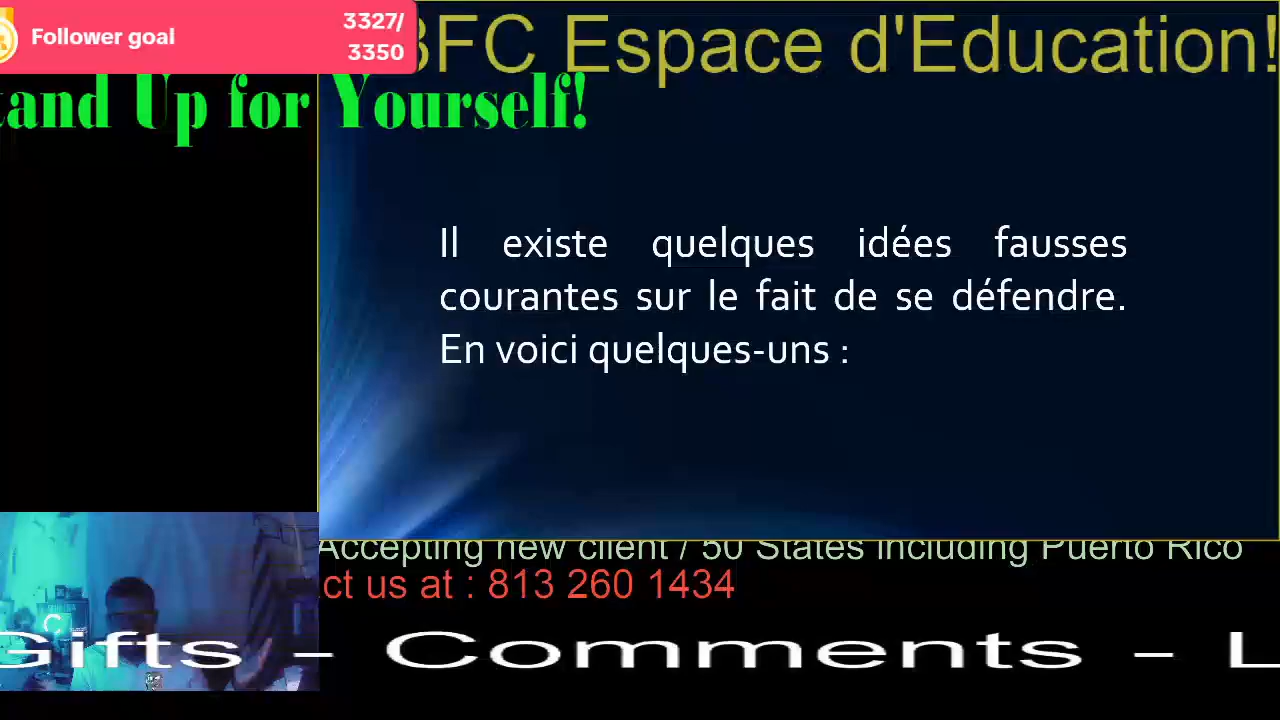 Follower goal
3327/
3350
BFC Espace d'Education!
tand Up for Yourself!
Il existe quelques idées fausses
courantes sur le fait de se défendre.
En voici quelques-uns :
Accepting new client / 50 States including Puerto Rico
ct us at : 813 260 1434
Gifts - Comments - L